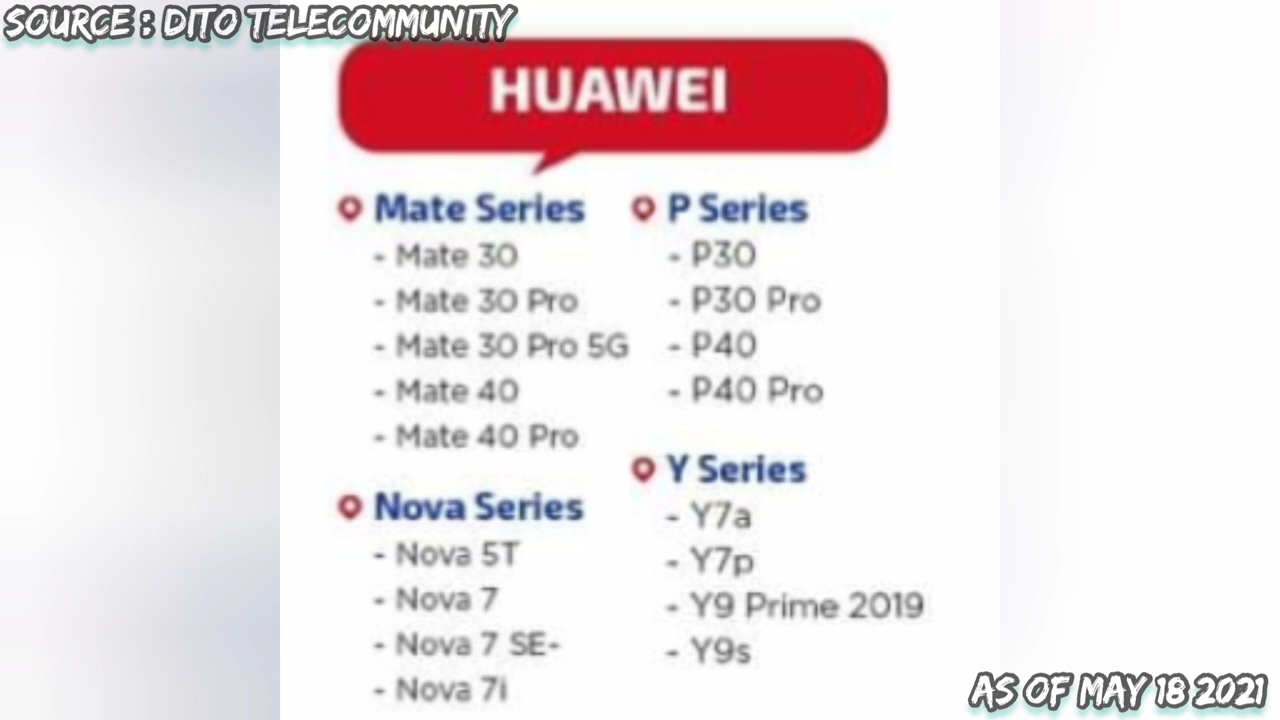 SOURCE : DITO TELECOMMUNITY
HUAWEI
Mate Series
- Mate 30
- Mate 30 Pro
- Mate 30 Pro 5G
- Mate 40
- Mate 40 Pro
Nova Series
- Nova 5T
- Nova 7
- Nova 7 SE-
- Nova 7i
P Series
- P30
- P30 Pro
- P40
- P40 Pro
Y Series
- Y7a
- Y7p
- Y9 Prime 2019
- Y9s
AS OF MAY 18 2021